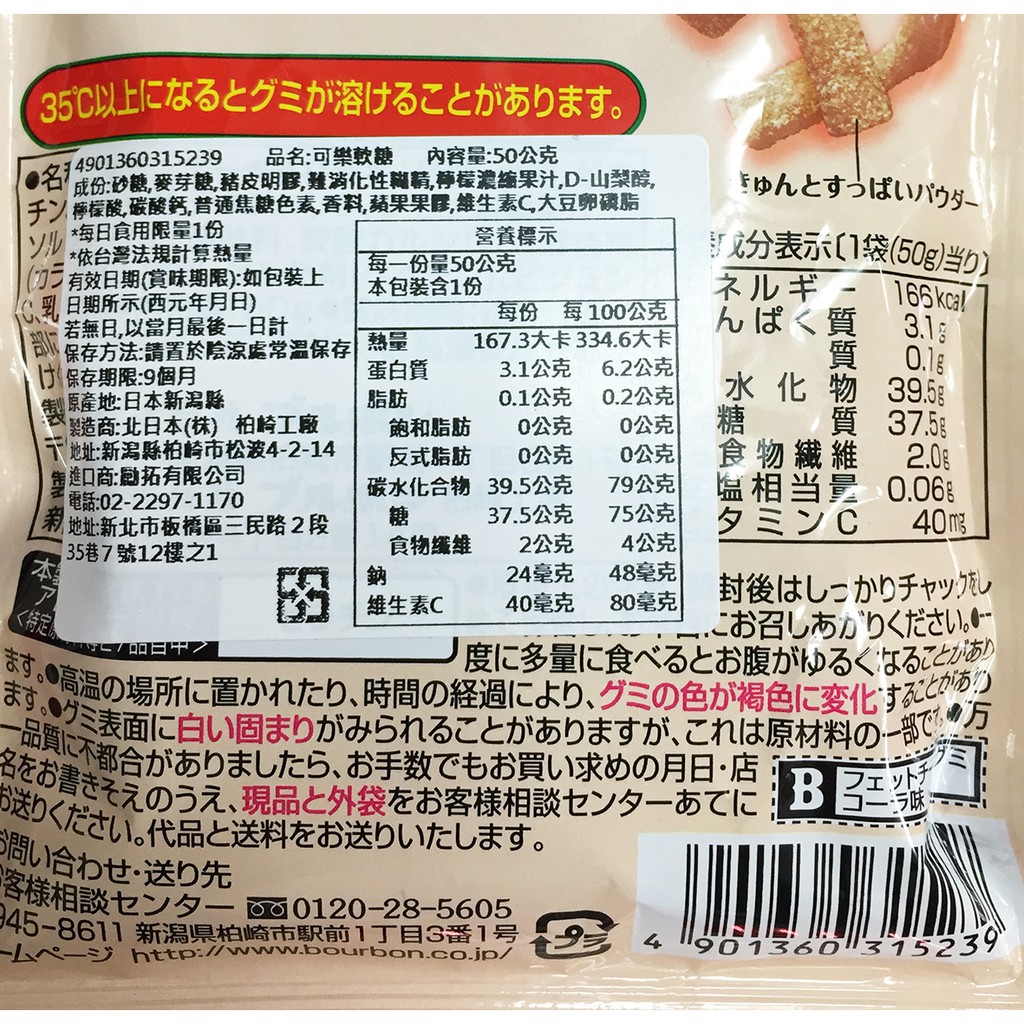 35℃以上になるとグミが溶けることがあります。
きゅんとすっぱいパウダー
●名
チン
ソル
(カラ
C、乳
部に
け
製
製
新
4901360315239 品名:可樂軟糖 內容量:50公克
成份:砂糖,麥芽糖,豬皮明膠,難消化性糊精,檸檬濃縮果汁,D-山梨醇,
檸檬酸,碳酸鈣,普通焦糖色素,香料,蘋果果膠,維生素C,大豆卵磷脂
*每日食用限量1份
*依台灣法規計算熱量
有效日期(賞味期限):如包裝上
日期所示(西元年月日)
若無日,以當月最後一日計
保存方法:請置於陰涼處常溫保存
保存期限:9個月
原產地:日本新潟縣
製造商:北日本(株) 柏崎工廠
地址:新潟縣柏崎市松波4-2-14
進口商:勵拓有限公司
電話:02-2297-1170
地址:新北市板橋區三民路2段
35巷7號12樓之1
營養標示
每一份量50公克
本包裝含1份
每份 每100公克
熱量 167.3大卡 334.6大卡
蛋白質 3.1公克 6.2公克
脂肪 0.1公克 0.2公克
飽和脂肪 0公克 0公克
反式脂肪 0公克 0公克
碳水化合物 39.5公克 79公克
糖 37.5公克 75公克
食物纖維 2公克 4公克
鈉 24毫克 48毫克
維生素C 40毫克 80毫克
成分表示〔1袋(50g)当り〕
ネルギー 166kcal
んぱく質 3.1g
質 0.1g
水化物 39.5g
糖質 37.5g
食物繊維 2.0g
塩相当量 0.06g
タミンC 40mg
本
ア
<特定
封後はしっかりチャックをし
にお召しあがりください。●一
度に多量に食べるとお腹がゆるくなることがあり
ます。●高温の場所に置かれたり、時間の経過により、グミの色が褐色に変化することがあり
ます。●グミ表面に白い固まりがみられることがありますが、これは原材料の一部です。●万
一品質に不都合がありましたら、お手数でもお買い求めの月日・店
名をお書きそえのうえ、現品と外袋をお客様相談センターあてに
お送りください。代品と送料をお送りいたします。
B フェットチーネグミ
コーラ味
お問い合わせ・送り先
お客様相談センター 0120-28-5605
945-8611 新潟県柏崎市駅前1丁目3番1号
ームページ http://www.bourbon.co.jp/
4 901360 315239